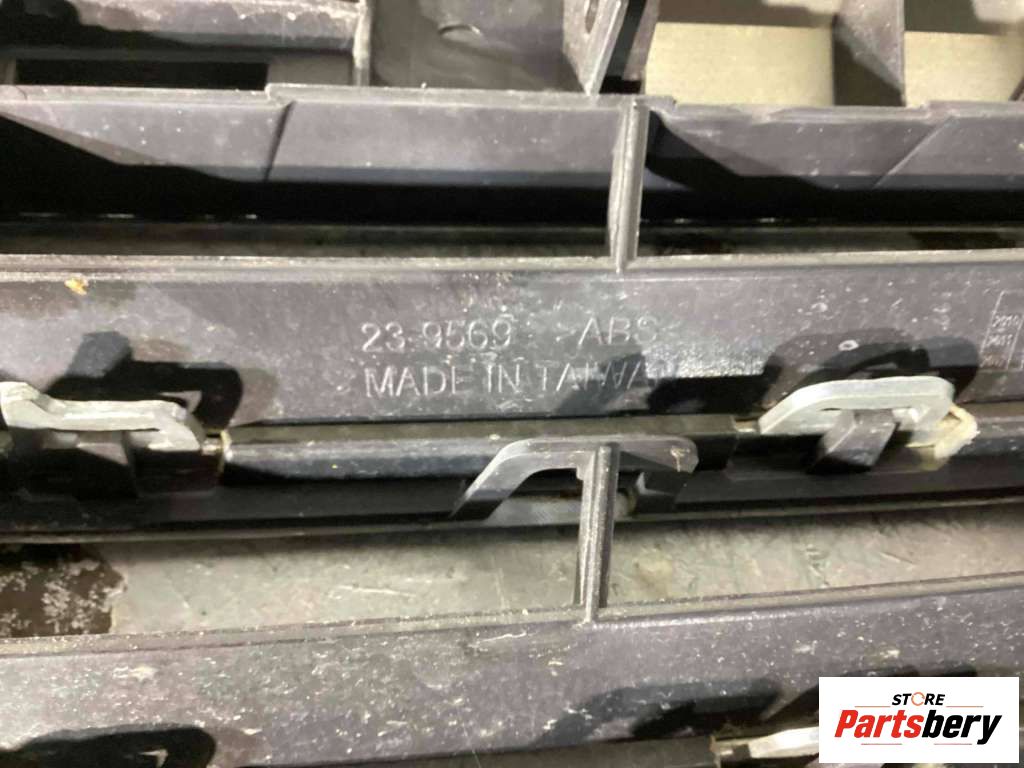 23-9569 >ABS
MADE IN TAIWAN
STORE
Partsbery